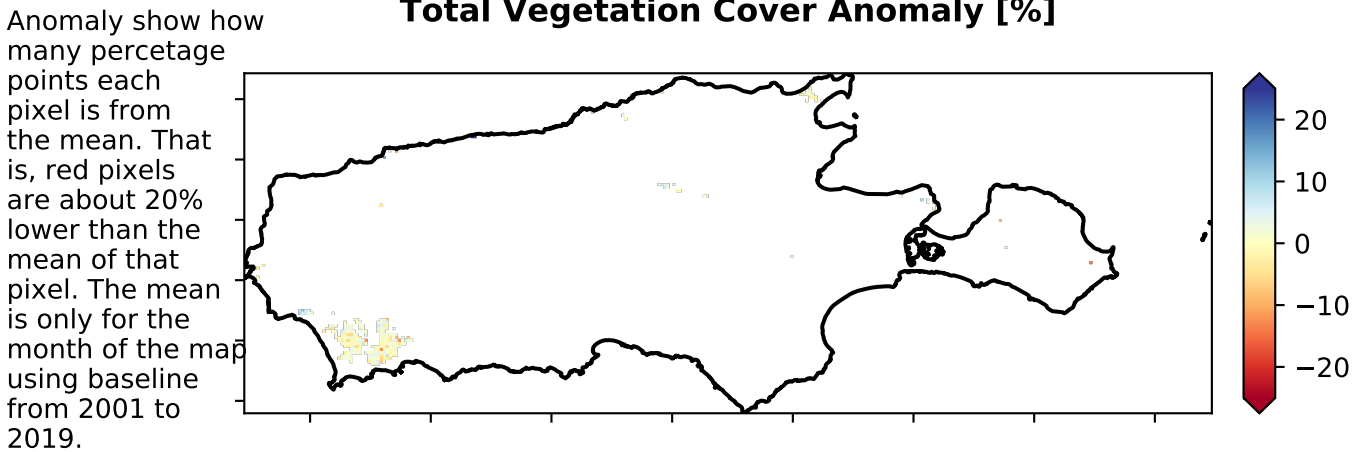 Total Vegetation Cover Anomaly [%]
Anomaly show how
many percetage
points each
pixel is from
the mean. That
is, red pixels
are about 20%
lower than the
mean of that
pixel. The mean
is only for the
month of the map
using baseline
from 2001 to
2019.
20
10
0
−10
−20